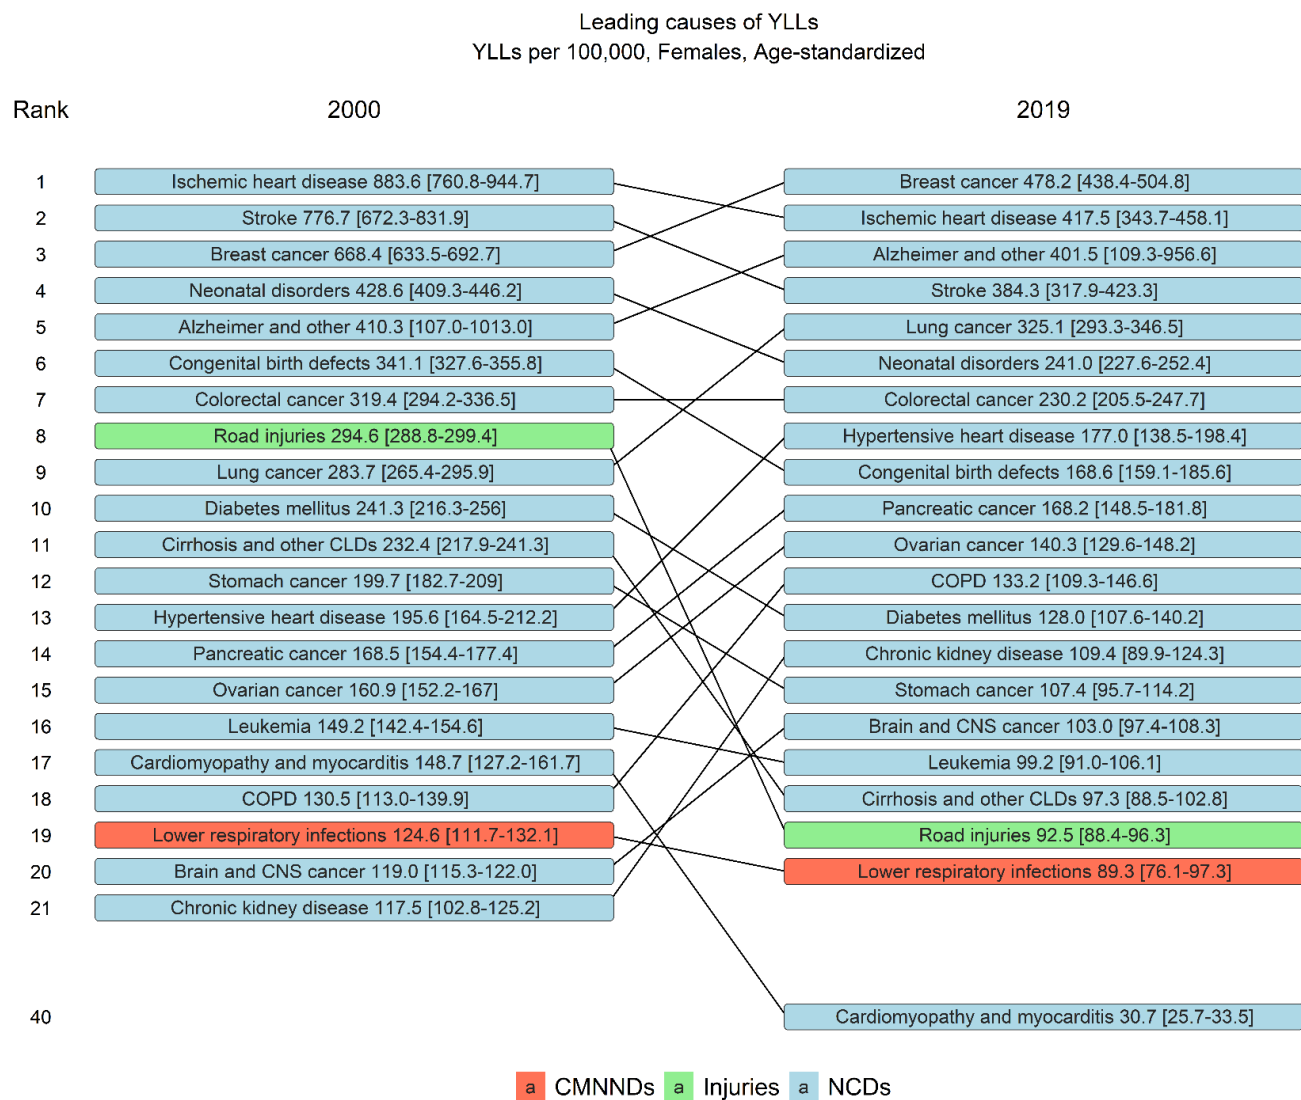 Leading causes of YLLs
YLLs per 100,000, Females, Age-standardized
Rank 2000 2019
1 Ischemic heart disease 883.6 [760.8-944.7] Breast cancer 478.2 [438.4-504.8]
2 Stroke 776.7 [672.3-831.9] Ischemic heart disease 417.5 [343.7-458.1]
3 Breast cancer 668.4 [633.5-692.7] Alzheimer and other 401.5 [109.3-956.6]
4 Neonatal disorders 428.6 [409.3-446.2] Stroke 384.3 [317.9-423.3]
5 Alzheimer and other 410.3 [107.0-1013.0] Lung cancer 325.1 [293.3-346.5]
6 Congenital birth defects 341.1 [327.6-355.8] Neonatal disorders 241.0 [227.6-252.4]
7 Colorectal cancer 319.4 [294.2-336.5] Colorectal cancer 230.2 [205.5-247.7]
8 Road injuries 294.6 [288.8-299.4] Hypertensive heart disease 177.0 [138.5-198.4]
9 Lung cancer 283.7 [265.4-295.9] Congenital birth defects 168.6 [159.1-185.6]
10 Diabetes mellitus 241.3 [216.3-256] Pancreatic cancer 168.2 [148.5-181.8]
11 Cirrhosis and other CLDs 232.4 [217.9-241.3] Ovarian cancer 140.3 [129.6-148.2]
12 Stomach cancer 199.7 [182.7-209] COPD 133.2 [109.3-146.6]
13 Hypertensive heart disease 195.6 [164.5-212.2] Diabetes mellitus 128.0 [107.6-140.2]
14 Pancreatic cancer 168.5 [154.4-177.4] Chronic kidney disease 109.4 [89.9-124.3]
15 Ovarian cancer 160.9 [152.2-167] Stomach cancer 107.4 [95.7-114.2]
16 Leukemia 149.2 [142.4-154.6] Brain and CNS cancer 103.0 [97.4-108.3]
17 Cardiomyopathy and myocarditis 148.7 [127.2-161.7] Leukemia 99.2 [91.0-106.1]
18 COPD 130.5 [113.0-139.9] Cirrhosis and other CLDs 97.3 [88.5-102.8]
19 Lower respiratory infections 124.6 [111.7-132.1] Road injuries 92.5 [88.4-96.3]
20 Brain and CNS cancer 119.0 [115.3-122.0] Lower respiratory infections 89.3 [76.1-97.3]
21 Chronic kidney disease 117.5 [102.8-125.2]
40 Cardiomyopathy and myocarditis 30.7 [25.7-33.5]
a CMNNDs a Injuries a NCDs